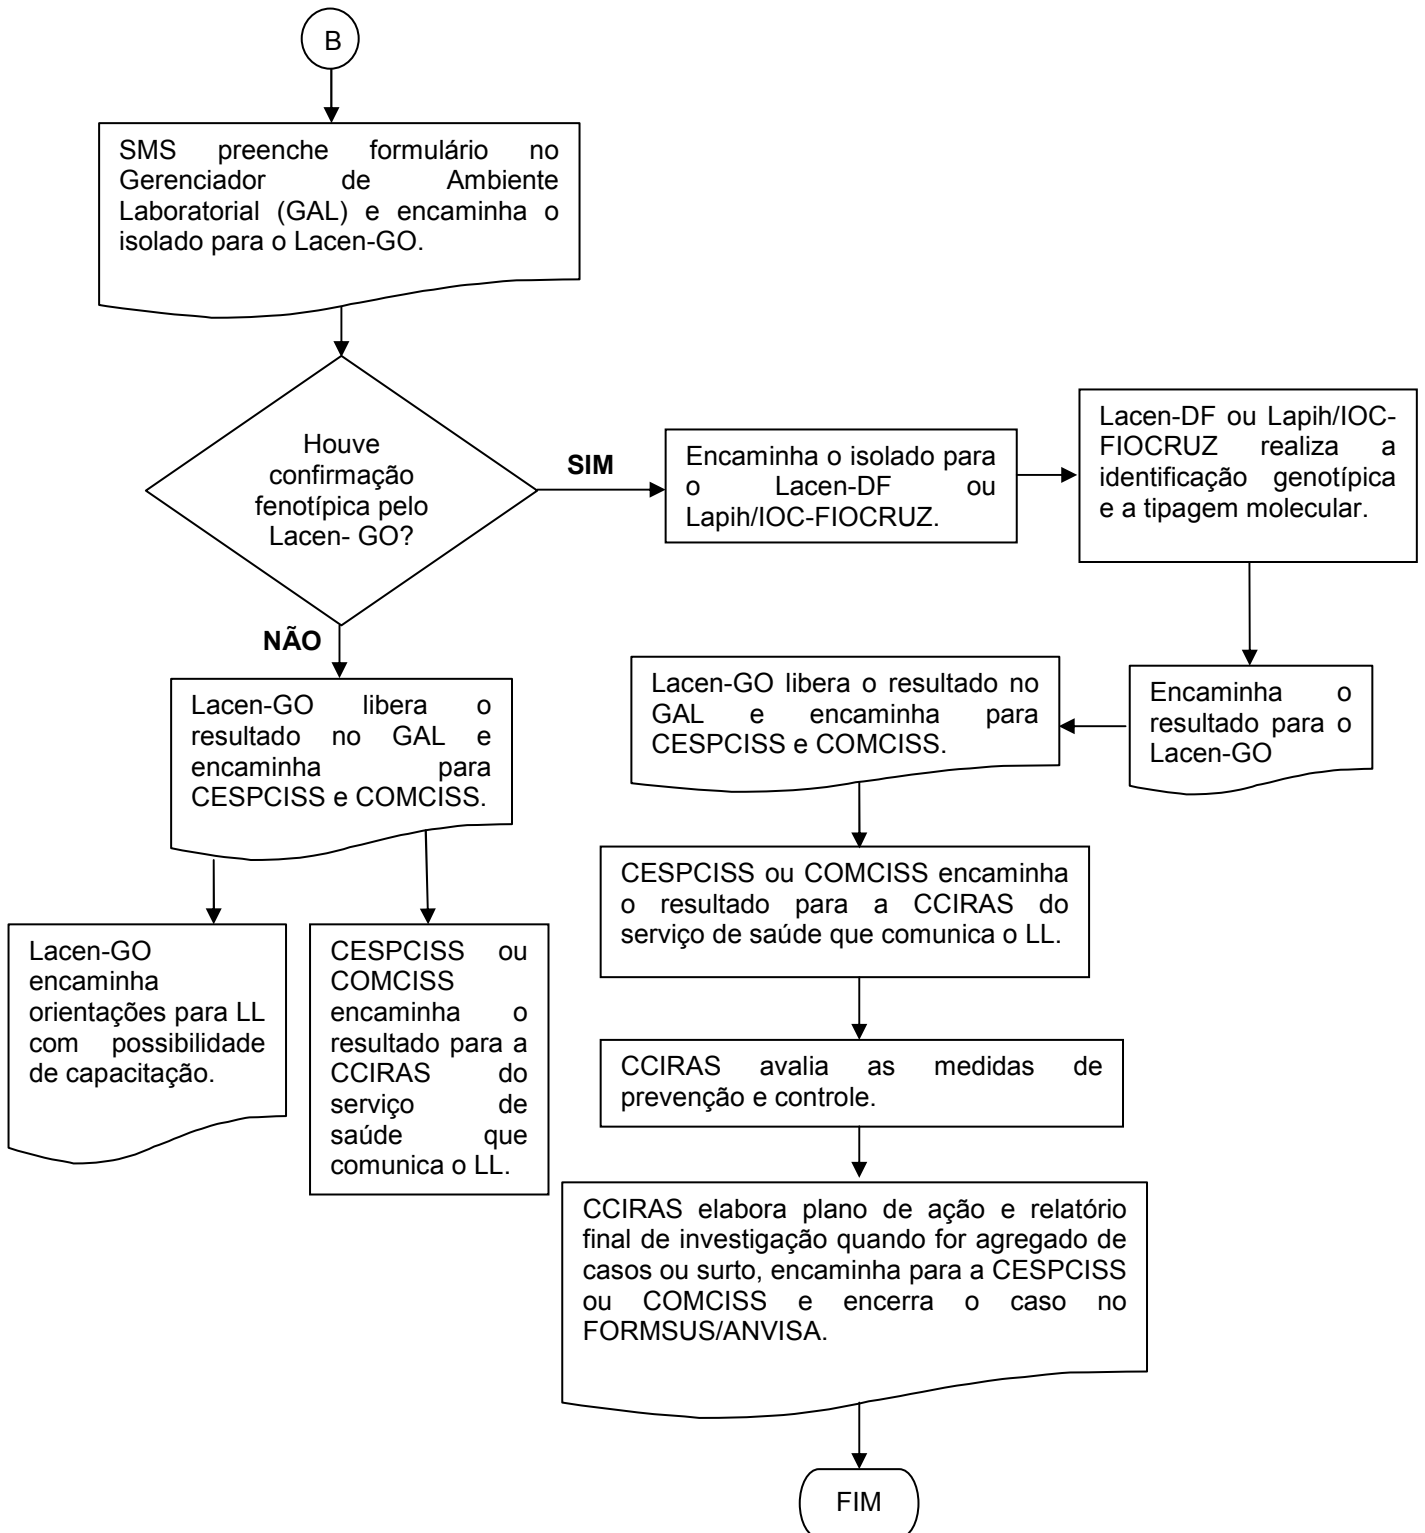 B
SMS preenche formulário no
Gerenciador de Ambiente
Laboratorial (GAL) e encaminha o
isolado para o Lacen-GO.
Houve
confirmação
fenotípica pelo
Lacen- GO?
SIM
Encaminha o isolado para
o Lacen-DF ou
Lapih/IOC-FIOCRUZ.
Lacen-DF ou Lapih/IOC-
FIOCRUZ realiza a
identificação genotípica
e a tipagem molecular.
Encaminha o
resultado para o
Lacen-GO
Lacen-GO libera o resultado no
GAL e encaminha para
CESPCISS e COMCISS.
CESPCISS ou COMCISS encaminha
o resultado para a CCIRAS do
serviço de saúde que comunica o LL.
CCIRAS avalia as medidas de
prevenção e controle.
CCIRAS elabora plano de ação e relatório
final de investigação quando for agregado de
casos ou surto, encaminha para a CESPCISS
ou COMCISS e encerra o caso no
FORMSUS/ANVISA.
FIM
NÃO
Lacen-GO libera o
resultado no GAL e
encaminha para
CESPCISS e COMCISS.
Lacen-GO
encaminha
orientações para LL
com possibilidade
de capacitação.
CESPCISS ou
COMCISS
encaminha o
resultado para a
CCIRAS do
serviço de
saúde que
comunica o LL.